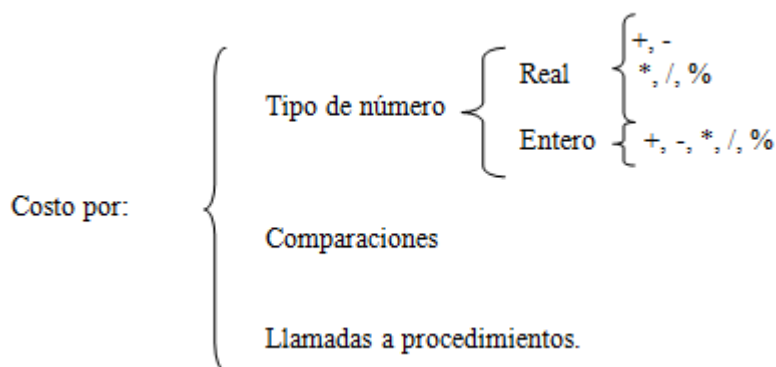 +, -
Real
*, /, %
Tipo de número
Entero
+, -, *, /, %
Costo por:
Comparaciones
Llamadas a procedimientos.